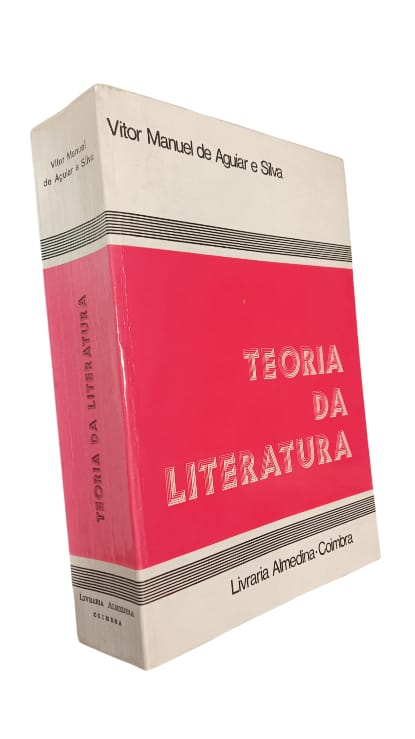 Vítor Manuel de Aguiar e Silva
TEORIA
DA
LITERATURA
Livraria Almedina·Coimbra
Vítor Manuel
de Aguiar e Silva
TEORIA DA LITERATURA
LIVRARIA ALMEDINA
COIMBRA